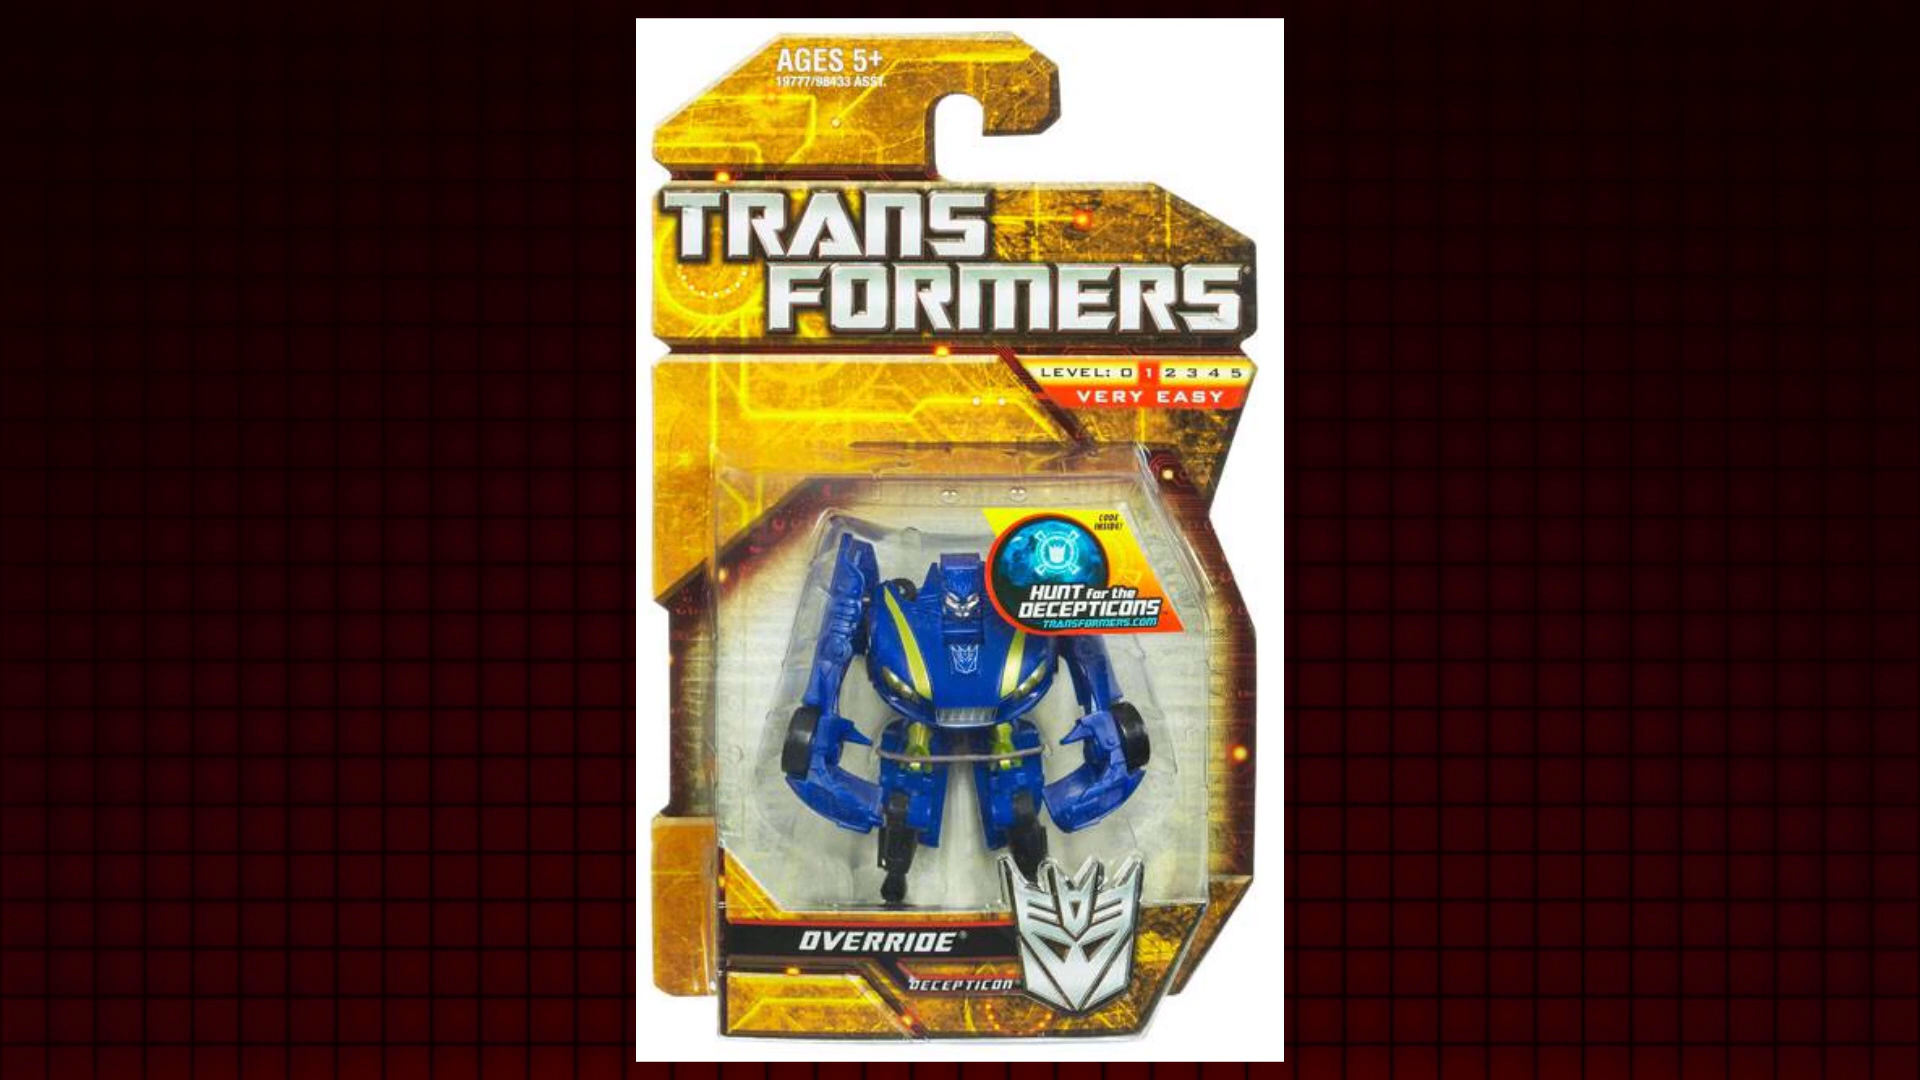 AGES 5+
19777/98433 ASST.
TRANS
FORMERS
LEVEL: 0 1 2 3 4 5
VERY EASY
CODE
INSIDE!
HUNT for the
DECEPTICONS
TRANSFORMERS.COM
OVERRIDE®
DECEPTICON